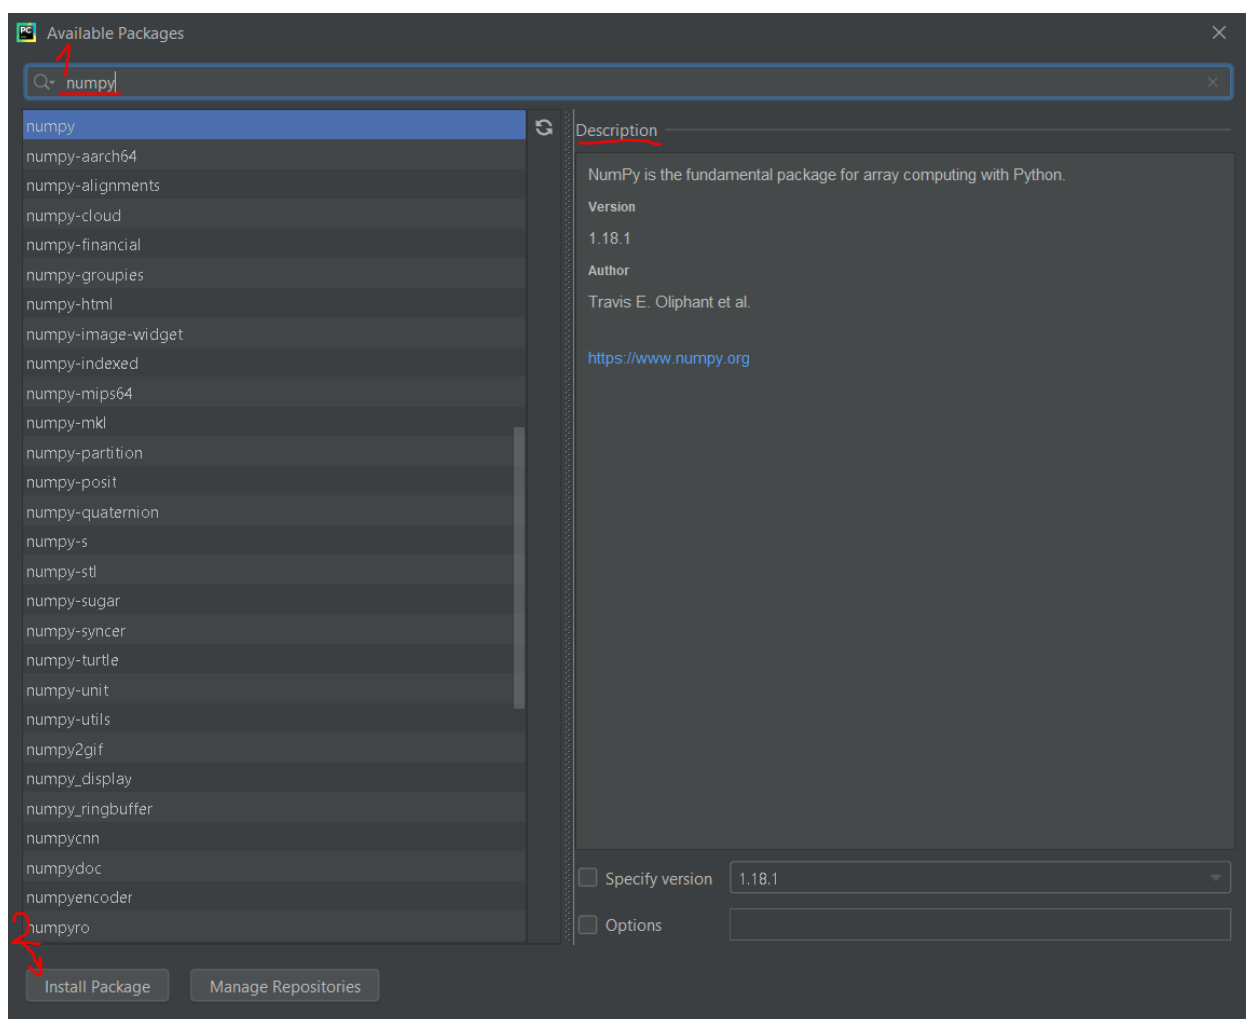 PC Available Packages
1
numpy
numpy
numpy-aarch64
numpy-alignments
numpy-cloud
numpy-financial
numpy-groupies
numpy-html
numpy-image-widget
numpy-indexed
numpy-mips64
numpy-mkl
numpy-partition
numpy-posit
numpy-quaternion
numpy-s
numpy-stl
numpy-sugar
numpy-syncer
numpy-turtle
numpy-unit
numpy-utils
numpy2gif
numpy_display
numpy_ringbuffer
numpycnn
numpydoc
numpyencoder
numpyro
Description
NumPy is the fundamental package for array computing with Python.
Version
1.18.1
Author
Travis E. Oliphant et al.
https://www.numpy.org
Specify version 1.18.1
Options
2
Install Package Manage Repositories